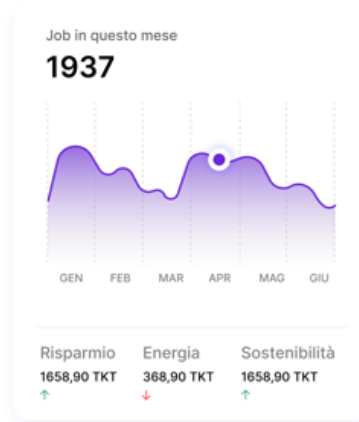 Job in questo mese
1937
GEN FEB MAR APR MAG GIU
Risparmio Energia Sostenibilità
1658,90 TKT 368,90 TKT 1658,90 TKT
↑ ↓ ↑